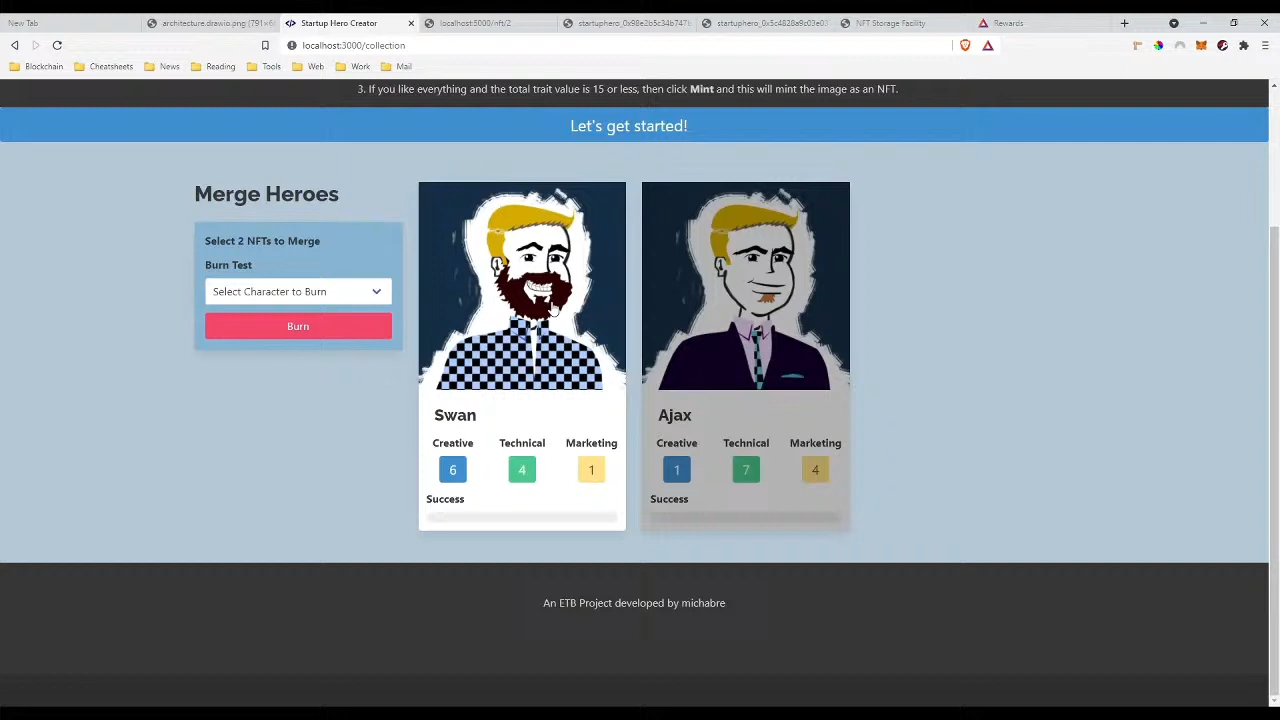 New Tab
architecture.drawio.png (791×6
Startup Hero Creator
localhost:5000/nft/2
NFT Storage Facility
Rewards
localhost:3000/collection
Blockchain
Cheatsheets
News
Reading
Tools
Web
Work
Mail
3. If you like everything and the total trait value is 15 or less, then click Mint and this will mint the image as an NFT.
Let's get started!
Merge Heroes
Select 2 NFTs to Merge
Burn Test
Select Character to Burn
Burn
Swan
Creative Technical Marketing
6 4 1
Success
Ajax
Creative Technical Marketing
1 7 4
Success
An ETB Project developed by michabre